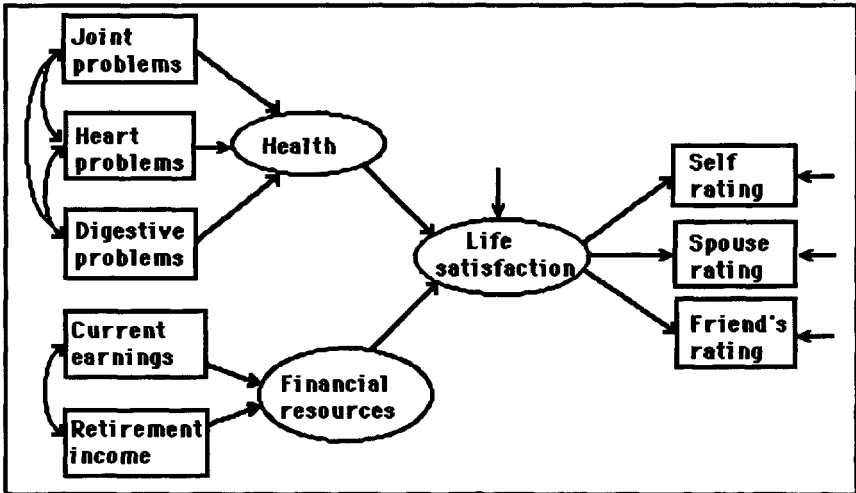 Joint
problems
Heart
problems
Health
Digestive
problems
Current
earnings
Retirement
income
Financial
resources
Life
satisfaction
Self
rating
Spouse
rating
Friend's
rating